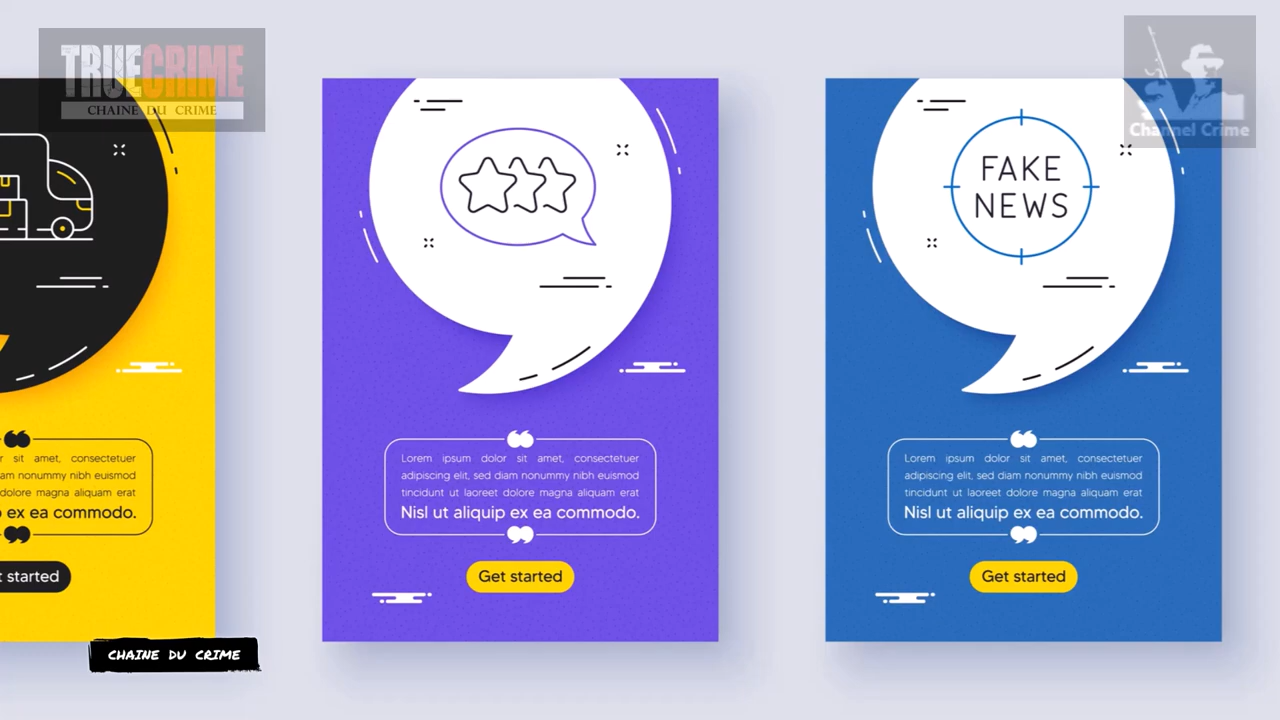 TRUECRIME
CHAINE DU CRIME
Channel Crime
r sit amet, consectetuer
am nonummy nibh euismod
dolore magna aliquam erat
ex ea commodo.
started
Lorem ipsum dolor sit amet, consectetuer
adipiscing elit, sed diam nonummy nibh euismod
tincidunt ut laoreet dolore magna aliquam erat
Nisl ut aliquip ex ea commodo.
Get started
FAKE
NEWS
Lorem ipsum dolor sit amet, consectetuer
adipiscing elit, sed diam nonummy nibh euismod
tincidunt ut laoreet dolore magna aliquam erat
Nisl ut aliquip ex ea commodo.
Get started
CHAINE DU CRIME